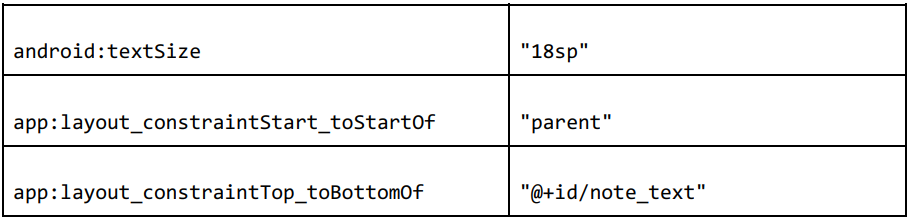 android:textSize "18sp"
app:layout_constraintStart_toStartOf "parent"
app:layout_constraintTop_toBottomOf "@+id/note_text"